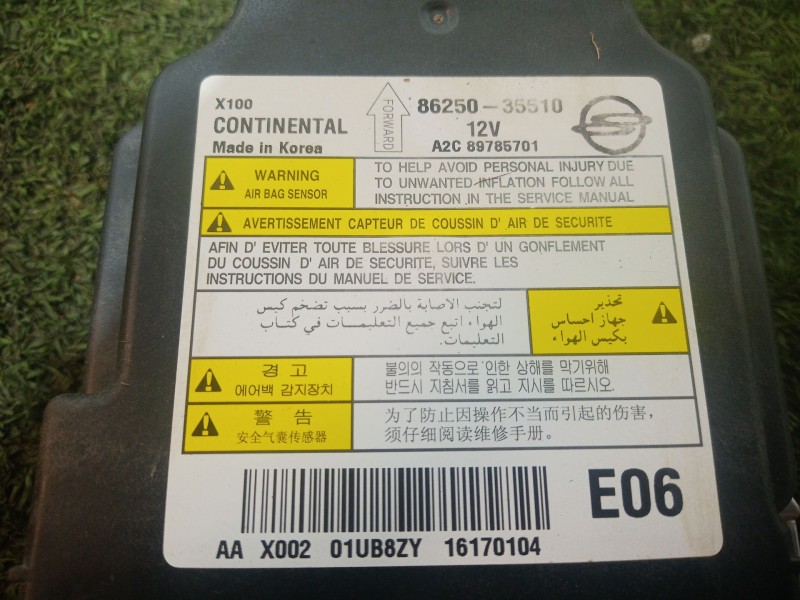 X100
CONTINENTAL
Made in Korea
FORWARD
86250-35510
12V
A2C 89785701
WARNING
AIR BAG SENSOR
TO HELP AVOID PERSONAL INJURY DUE
TO UNWANTED INFLATION FOLLOW ALL
INSTRUCTION IN THE SERVICE MANUAL
AVERTISSEMENT CAPTEUR DE COUSSIN D' AIR DE SECURITE
AFIN D' EVITER TOUTE BLESSURE LORS D' UN GONFLEMENT
DU COUSSIN D' AIR DE SECURITE, SUIVRE LES
INSTRUCTIONS DU MANUEL DE SERVICE.
تحذير
جهاز احساس
بكيس الهواء
لتجنب الاصابة بالضرر بسبب تضخم كيس
الهواء اتبع جميع التعليمات في كتاب
التعليمات.
경 고
에어백 감지장치
불의의 작동으로 인한 상해를 막기위해
반드시 지침서를 읽고 지시를 따르시오.
警 告
安全气囊传感器
为了防止因操作不当而引起的伤害，
须仔细阅读维修手册。
E06
AA X002 01UB8ZY 16170104